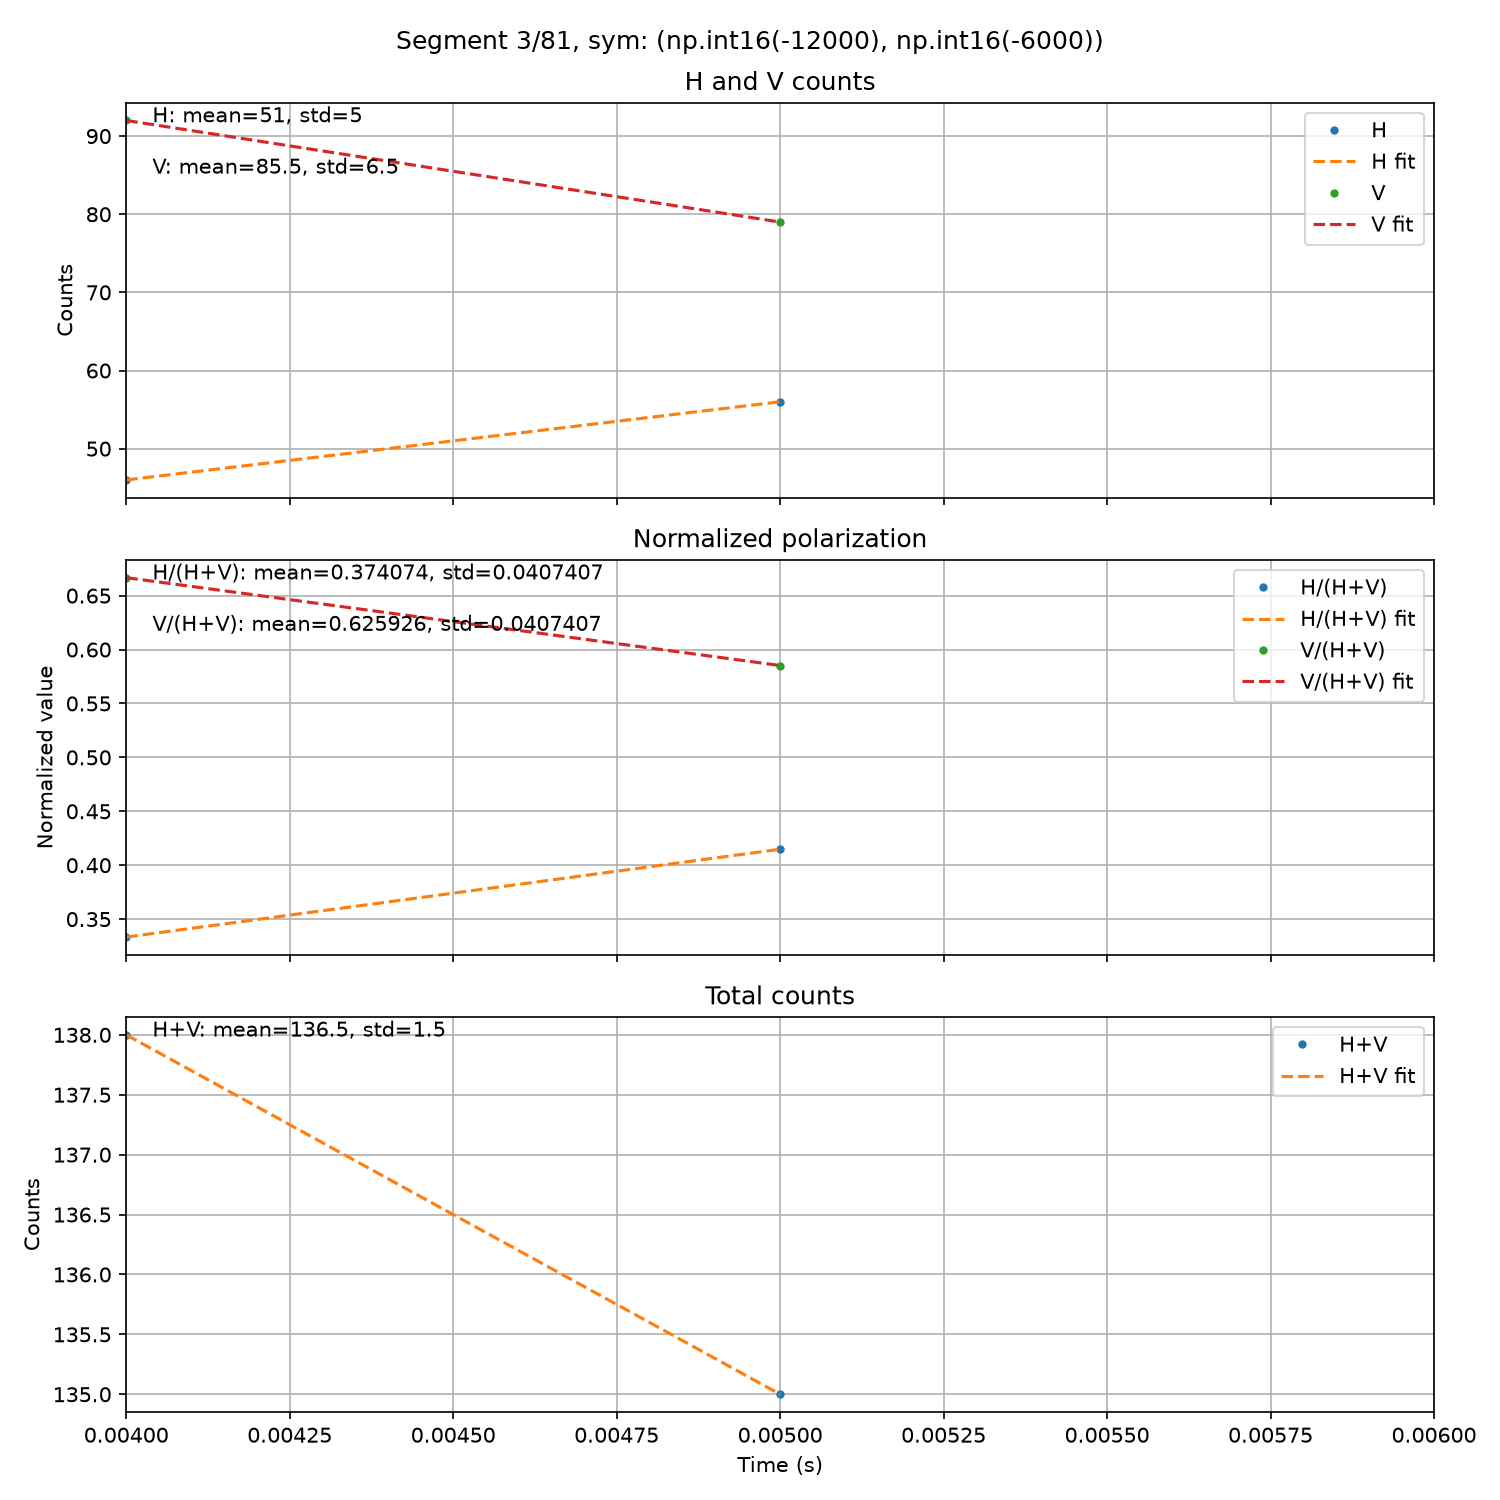 Segment 3/81, sym: (np.int16(-12000), np.int16(-6000))
H and V counts
H: mean=51, std=5
V: mean=85.5, std=6.5
H
H fit
V
V fit
90
80
70
60
50
Counts
Normalized polarization
H/(H+V): mean=0.374074, std=0.0407407
V/(H+V): mean=0.625926, std=0.0407407
H/(H+V)
H/(H+V) fit
V/(H+V)
V/(H+V) fit
0.65
0.60
0.55
0.50
0.45
0.40
0.35
Normalized value
Total counts
H+V: mean=136.5, std=1.5
H+V
H+V fit
138.0
137.5
137.0
136.5
136.0
135.5
135.0
Counts
0.00400 0.00425 0.00450 0.00475 0.00500 0.00525 0.00550 0.00575 0.00600
Time (s)